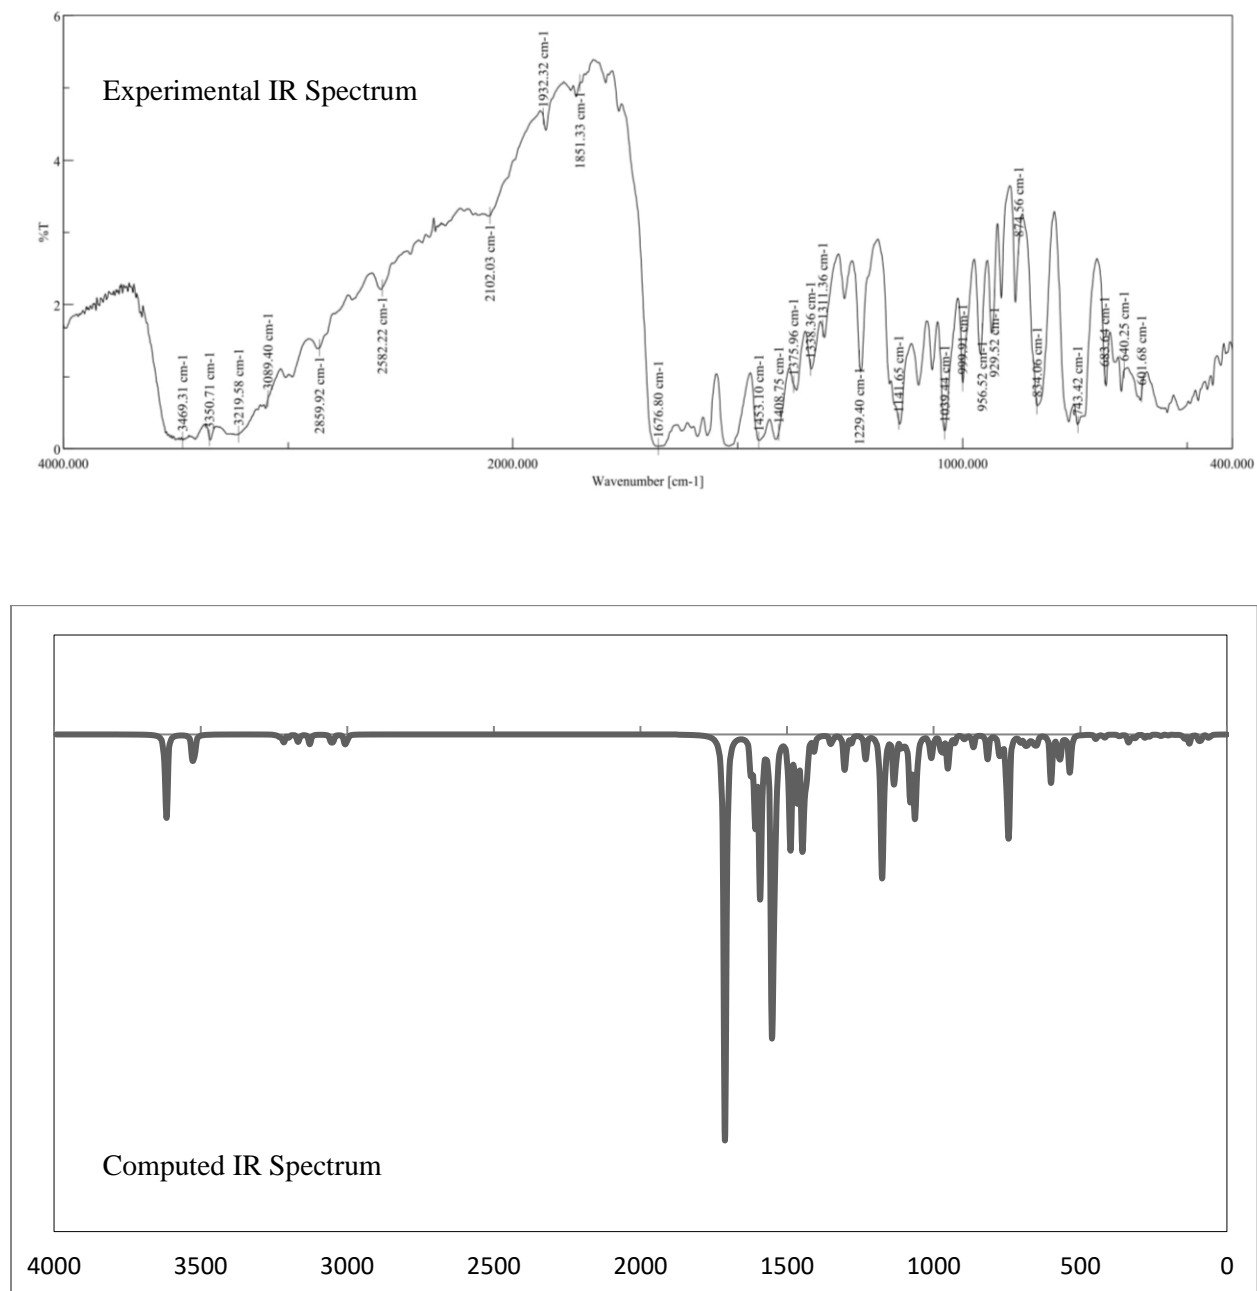 6
Experimental IR Spectrum
1932.32 cm-1
1851.33 cm-1
4
%T
2102.03 cm-1
874.56 cm-1
2
3469.31 cm-1
3350.71 cm-1
3219.58 cm-1
3089.40 cm-1
2859.92 cm-1
2582.22 cm-1
1676.80 cm-1
1453.10 cm-1
1408.75 cm-1
1375.96 cm-1
1338.36 cm-1
1311.36 cm-1
1229.40 cm-1
1141.65 cm-1
1039.44 cm-1
999.91 cm-1
956.52 cm-1
929.52 cm-1
834.06 cm-1
743.42 cm-1
683.64 cm-1
640.25 cm-1
601.68 cm-1
0
4000.000 2000.000 1000.000 400.000
Wavenumber [cm-1]
Computed IR Spectrum
4000 3500 3000 2500 2000 1500 1000 500 0